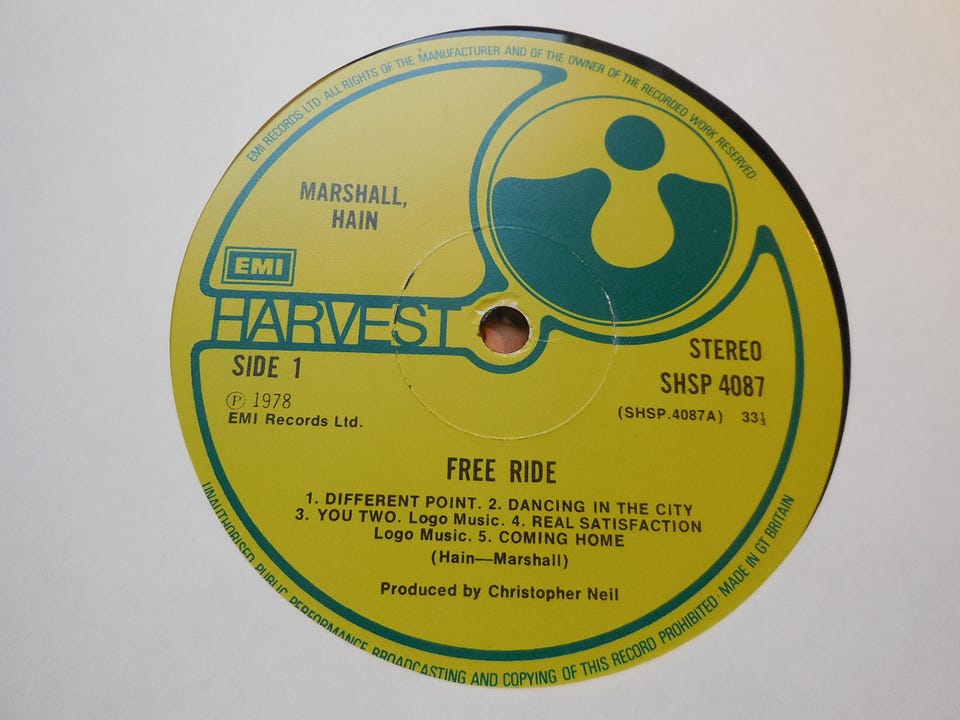 EMI RECORDS LTD · ALL RIGHTS OF THE MANUFACTURER AND OF THE OWNER OF THE RECORDED WORK RESERVED ·
MARSHALL,
HAIN
EMI
HARVEST
SIDE 1
Ⓟ 1978
EMI Records Ltd.
STEREO
SHSP 4087
(SHSP.4087A) 33⅓
FREE RIDE
1. DIFFERENT POINT. 2. DANCING IN THE CITY
3. YOU TWO. Logo Music. 4. REAL SATISFACTION
Logo Music. 5. COMING HOME
(Hain—Marshall)
Produced by Christopher Neil
UNAUTHORISED PUBLIC PERFORMANCE BROADCASTING AND COPYING OF THIS RECORD PROHIBITED · MADE IN GT BRITAIN